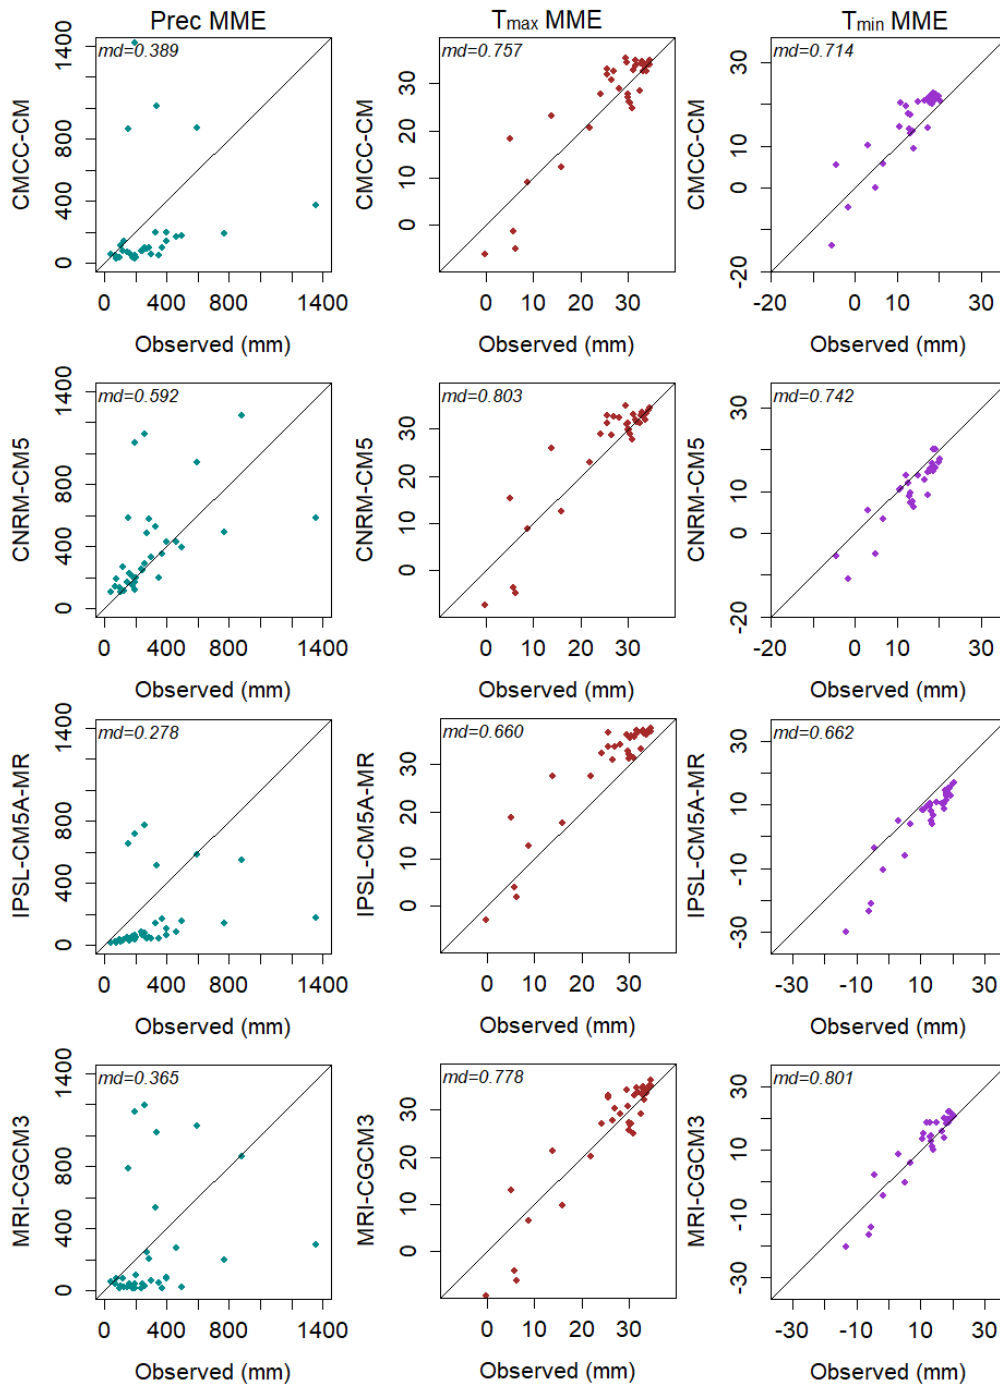 Prec MME
Tmax MME
Tmin MME
CMCC-CM
md=0.389
1400
800
400
0
0 400 800 1400
Observed (mm)
md=0.757
30
20
10
0
0 10 20 30
Observed (mm)
CMCC-CM
md=0.714
30
20
10
0
-20
-20 0 10 20 30
Observed (mm)
CMCC-CM
CNRM-CM5
md=0.592
1400
800
400
0
0 400 800 1400
Observed (mm)
CNRM-CM5
md=0.803
30
20
10
0
0 10 20 30
Observed (mm)
CNRM-CM5
md=0.742
30
20
10
0
-20
-20 0 10 20 30
Observed (mm)
IPSL-CM5A-MR
md=0.278
1400
800
400
0
0 400 800 1400
Observed (mm)
IPSL-CM5A-MR
md=0.660
30
20
10
0
0 10 20 30
Observed (mm)
IPSL-CM5A-MR
md=0.662
30
10
-10
-30
-30 -10 10 30
Observed (mm)
MRI-CGCM3
md=0.365
1400
800
400
0
0 400 800 1400
Observed (mm)
MRI-CGCM3
md=0.778
30
20
10
0
0 10 20 30
Observed (mm)
MRI-CGCM3
md=0.801
30
10
-10
-30
-30 -10 10 30
Observed (mm)